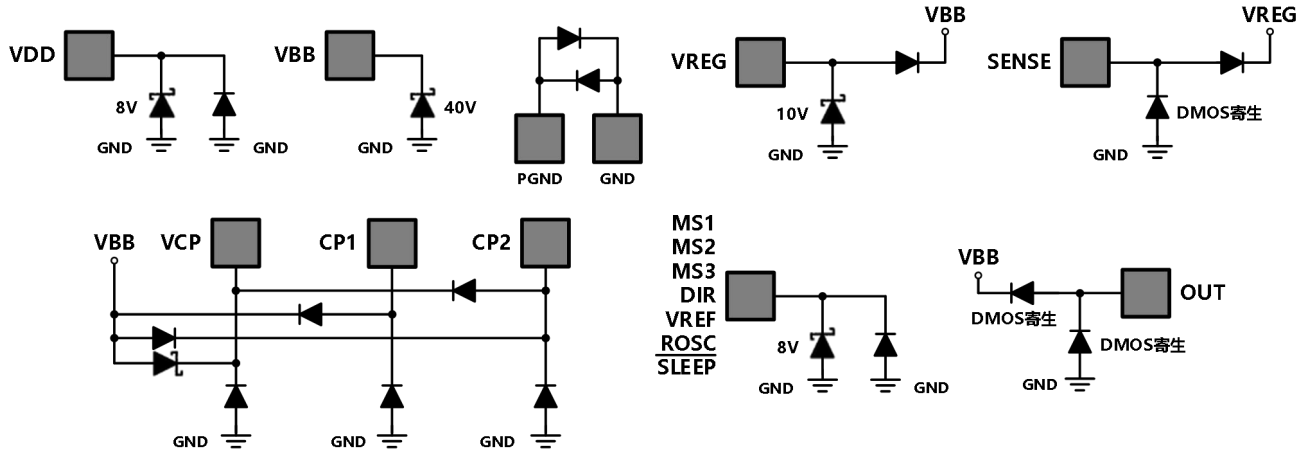 VDD
8V
GND
GND
VBB
40V
GND
PGND
GND
VREG
10V
GND
VBB
SENSE
VREG
DMOS寄生
GND
VBB
VCP
CP1
CP2
GND
GND
GND
MS1
MS2
MS3
DIR
VREF
ROSC
SLEEP
8V
GND
GND
VBB
DMOS寄生
OUT
DMOS寄生
GND